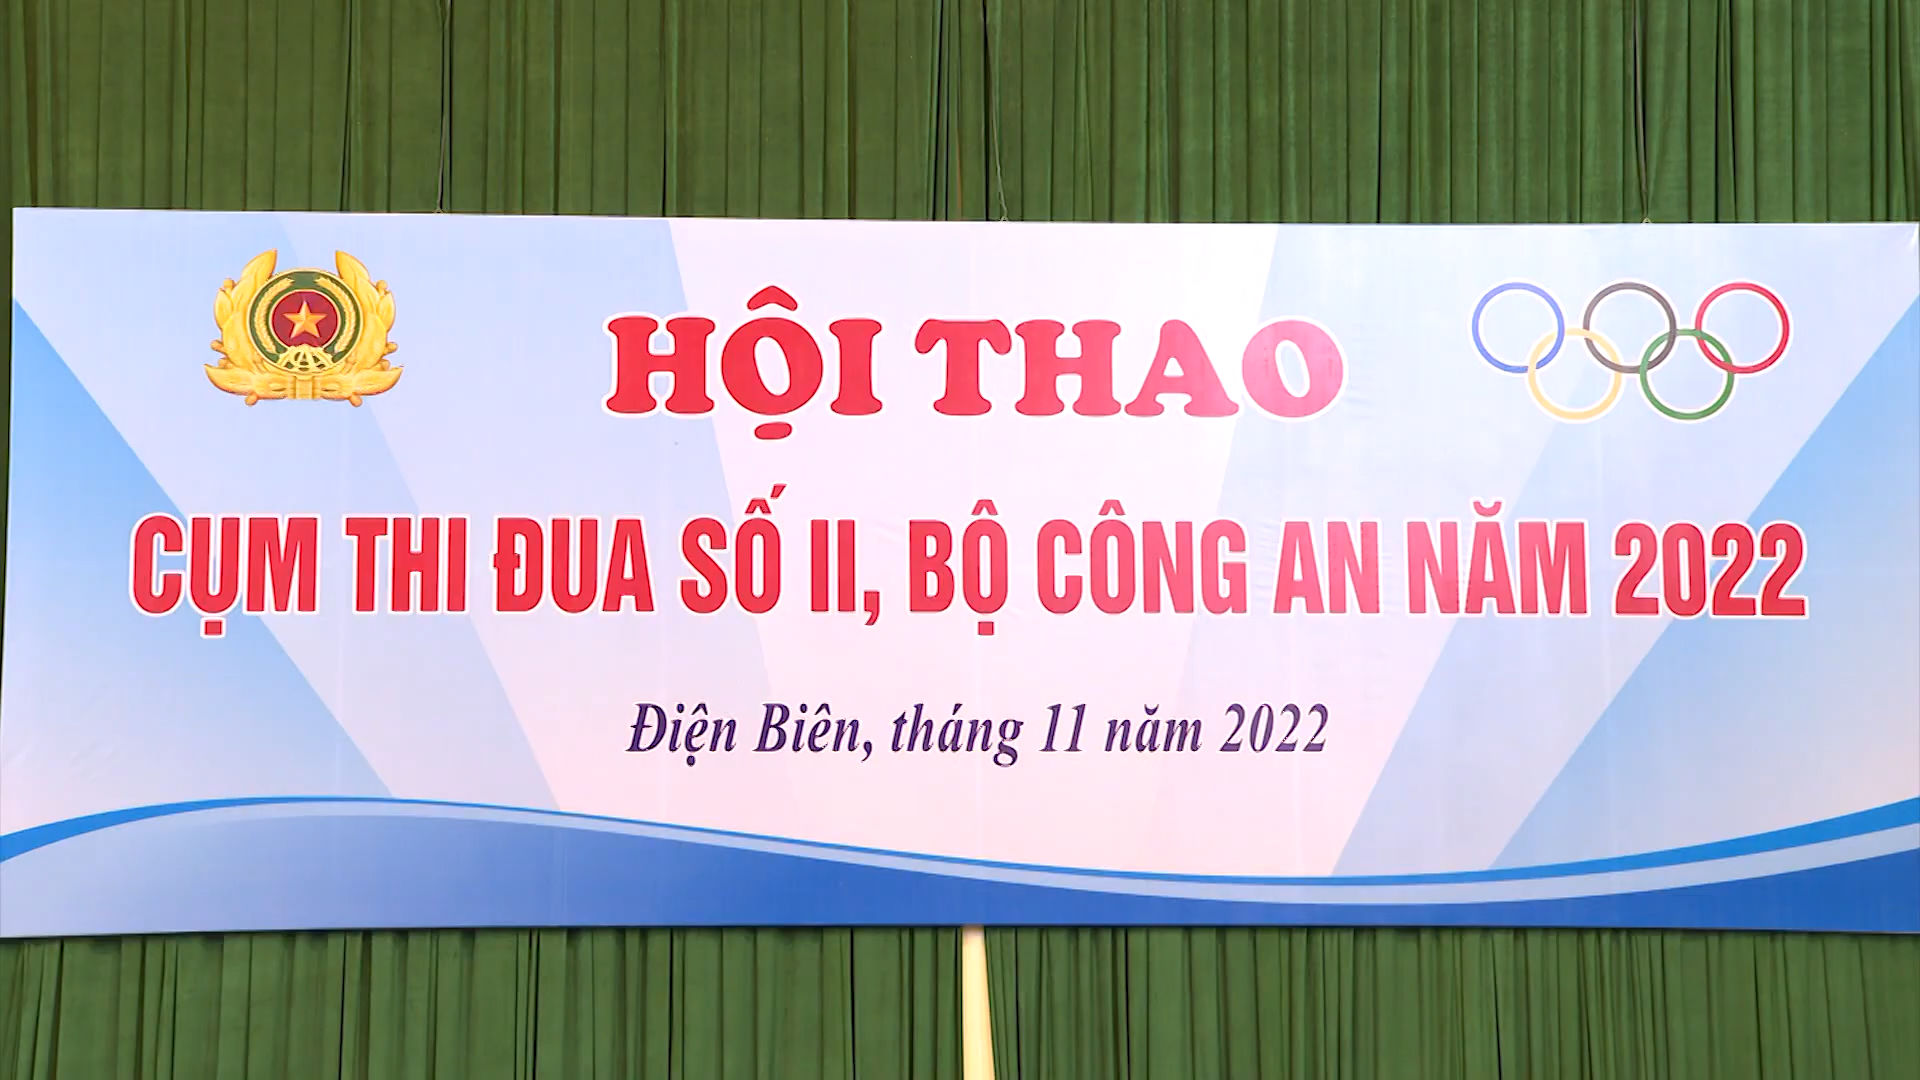 HỘI THAO
CỤM THI ĐUA SỐ II, BỘ CÔNG AN NĂM 2022
Điện Biên, tháng 11 năm 2022